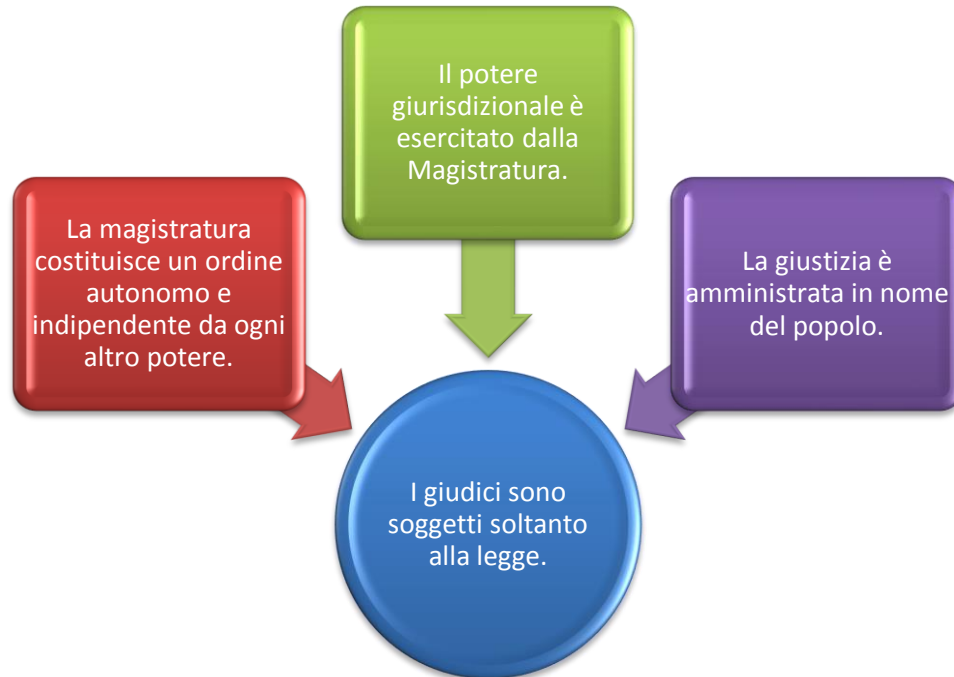 Il potere
giurisdizionale è
esercitato dalla
Magistratura.
La magistratura
costituisce un ordine
autonomo e
indipendente da ogni
altro potere.
La giustizia è
amministrata in nome
del popolo.
I giudici sono
soggetti soltanto
alla legge.